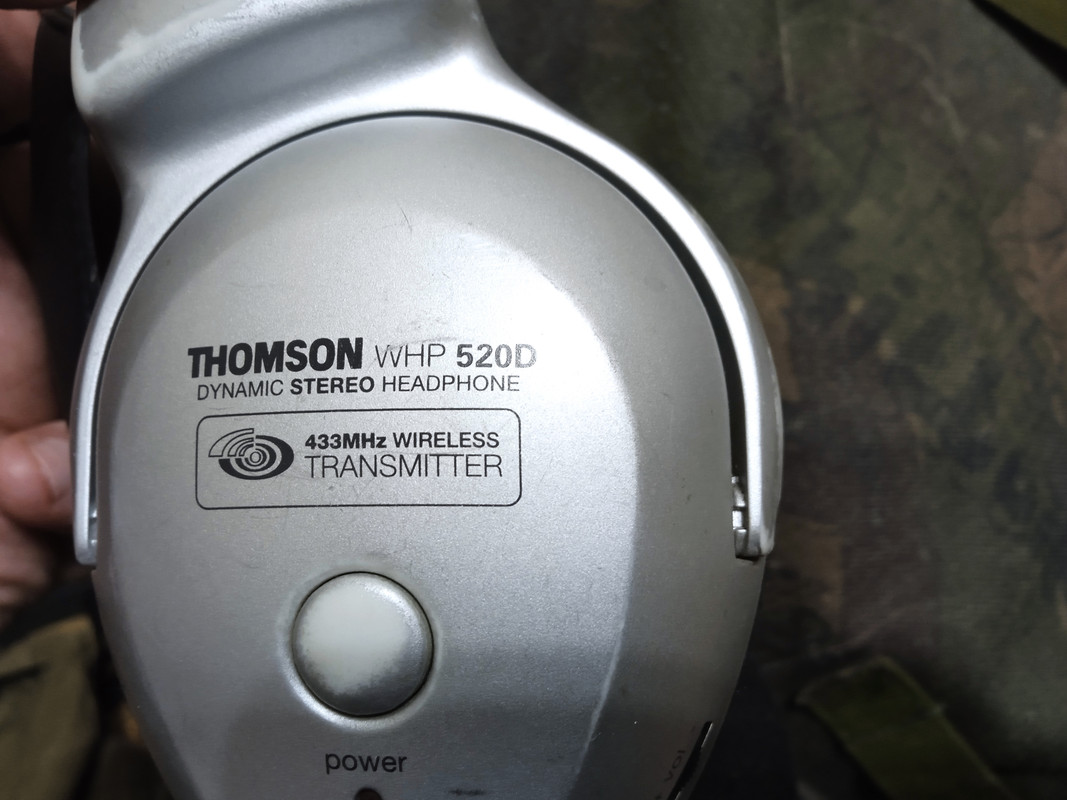 THOMSON WHP 520D
DYNAMIC STEREO HEADPHONE
433MHz WIRELESS
TRANSMITTER
power